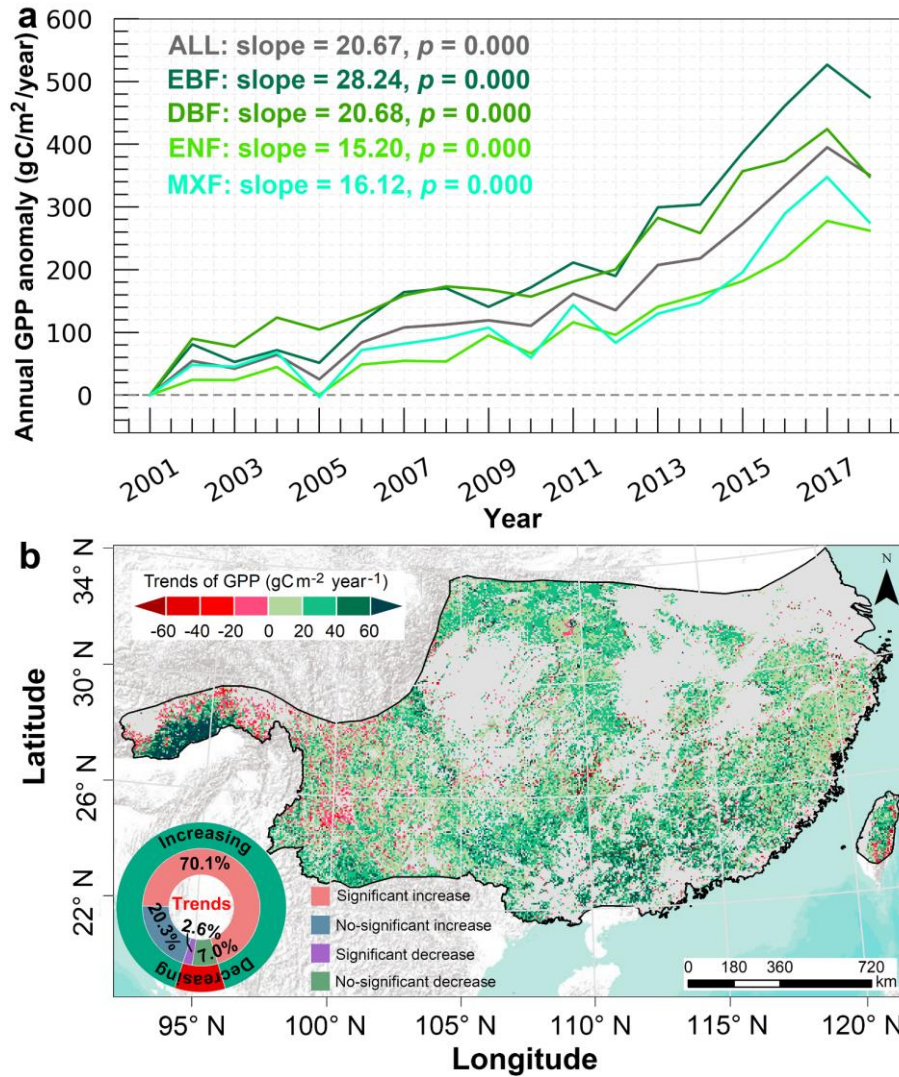 a
Annual GPP anomaly (gC/m²/year)
600
500
400
300
200
100
0
ALL: slope = 20.67, p = 0.000
EBF: slope = 28.24, p = 0.000
DBF: slope = 20.68, p = 0.000
ENF: slope = 15.20, p = 0.000
MXF: slope = 16.12, p = 0.000
2001 2003 2005 2007 2009 2011 2013 2015 2017
Year
b
Latitude
34° N
30° N
26° N
22° N
Trends of GPP (gC m⁻² year⁻¹)
-60 -40 -20 0 20 40 60
N
Increasing
70.1%
Trends
20.3%
2.6%
7.0%
Decreasing
Significant increase
No-significant increase
Significant decrease
No-significant decrease
0 180 360 720
km
95° N 100° N 105° N 110° N 115° N 120° N
Longitude